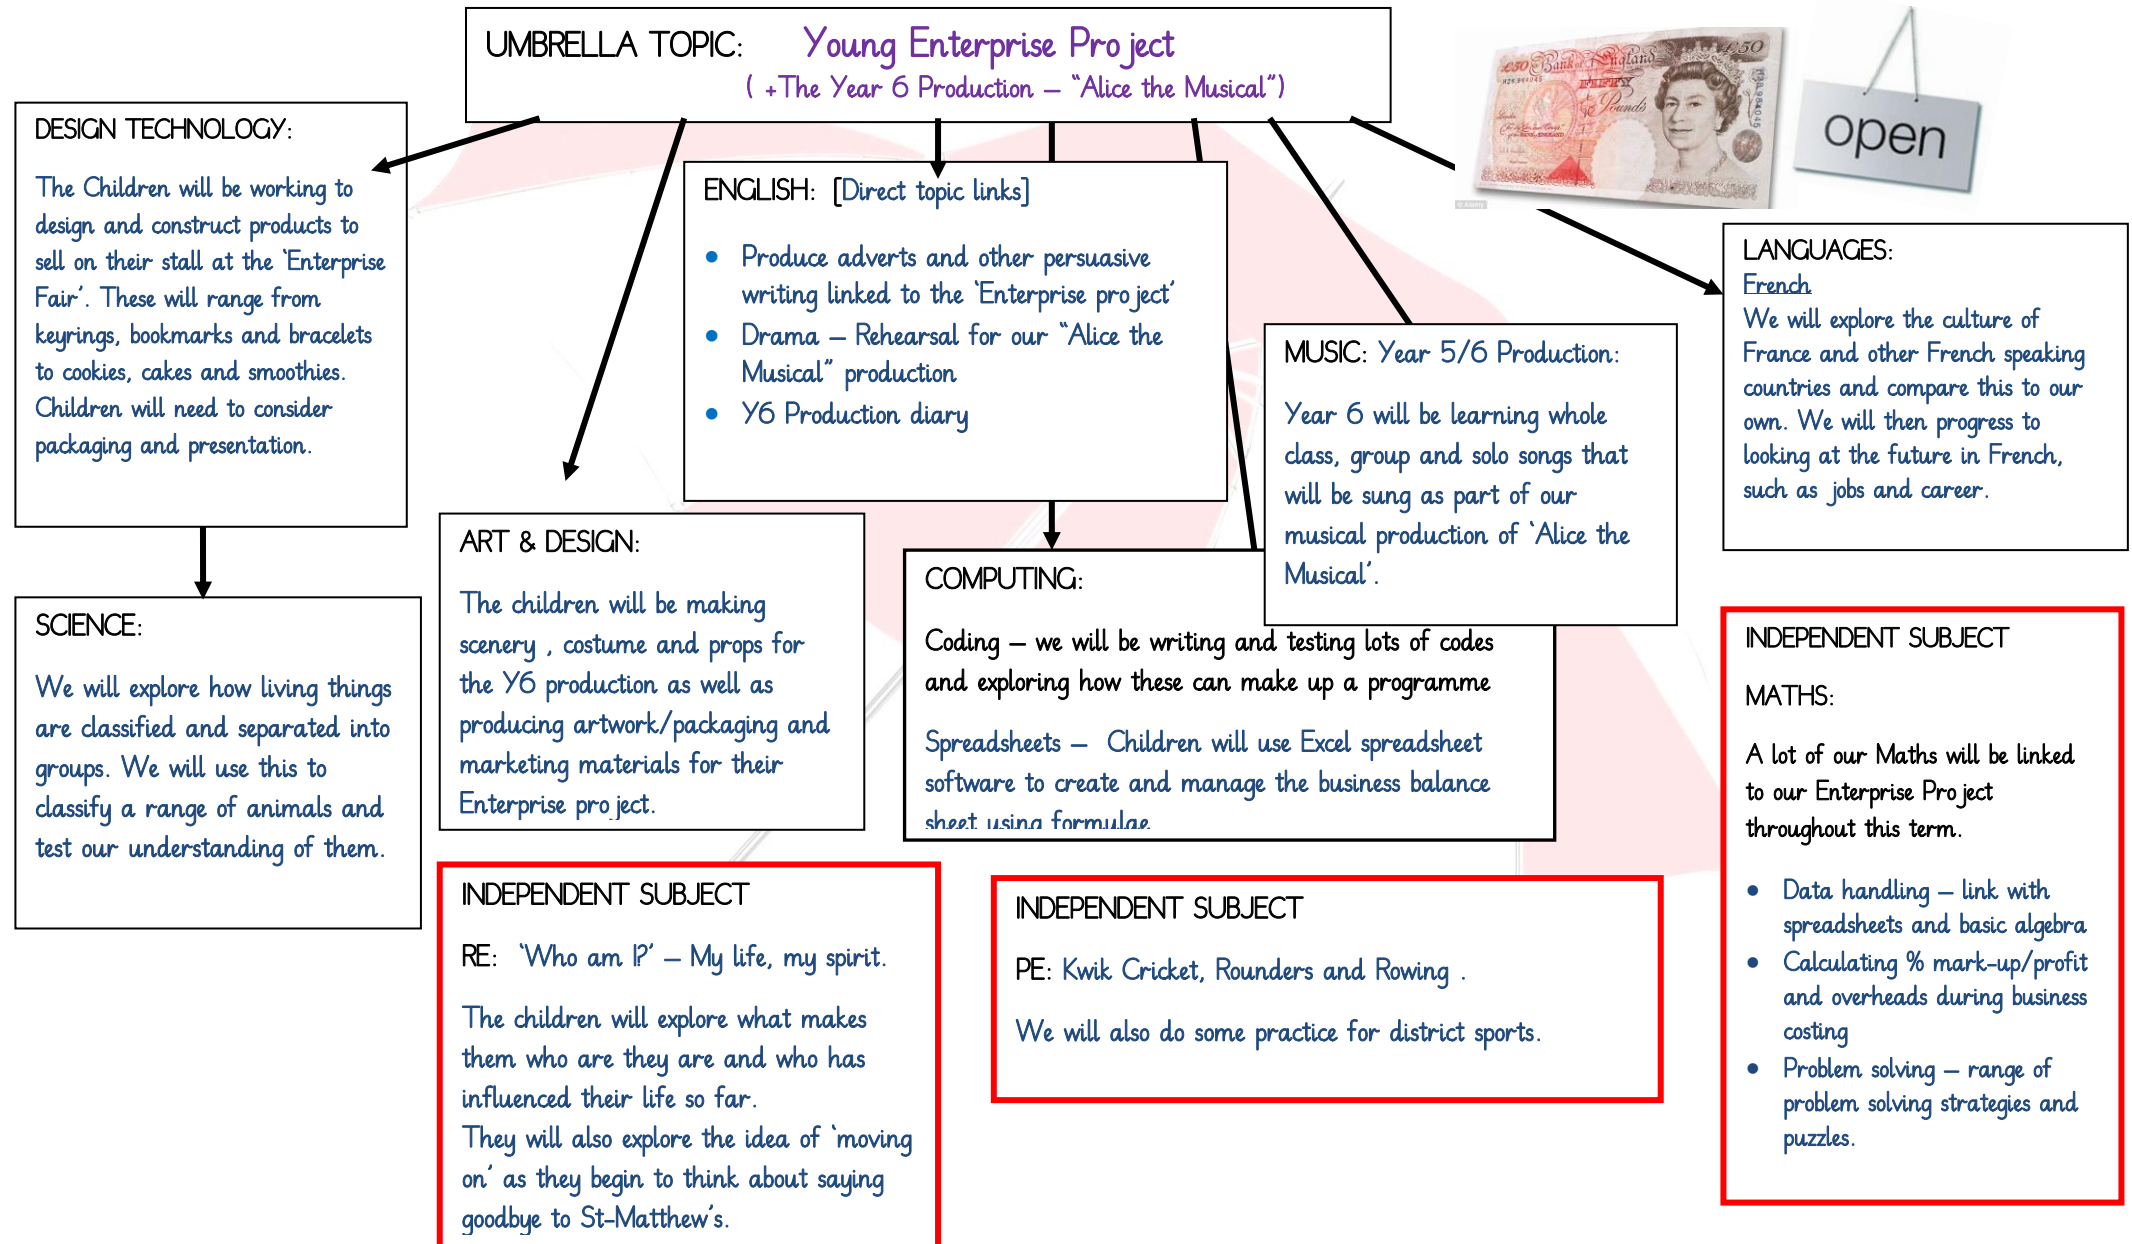 UMBRELLA TOPIC: Young Enterprise Project
( +The Year 6 Production – “Alice the Musical”)
£50 Bank of England £50
FIFTY
Pounds
open
DESIGN TECHNOLOGY:
The Children will be working to
design and construct products to
sell on their stall at the ‘Enterprise
Fair’. These will range from
keyrings, bookmarks and bracelets
to cookies, cakes and smoothies.
Children will need to consider
packaging and presentation.
ENGLISH: [Direct topic links]
• Produce adverts and other persuasive
writing linked to the ‘Enterprise project’
• Drama – Rehearsal for our “Alice the
Musical” production
• Y6 Production diary
MUSIC: Year 5/6 Production:
Year 6 will be learning whole
class, group and solo songs that
will be sung as part of our
musical production of ‘Alice the
Musical’.
LANGUAGES:
French
We will explore the culture of
France and other French speaking
countries and compare this to our
own. We will then progress to
looking at the future in French,
such as jobs and career.
SCIENCE:
We will explore how living things
are classified and separated into
groups. We will use this to
classify a range of animals and
test our understanding of them.
ART & DESIGN:
The children will be making
scenery , costume and props for
the Y6 production as well as
producing artwork/packaging and
marketing materials for their
Enterprise project.
COMPUTING:
Coding – we will be writing and testing lots of codes
and exploring how these can make up a programme
Spreadsheets – Children will use Excel spreadsheet
software to create and manage the business balance
sheet using formulae
INDEPENDENT SUBJECT
MATHS:
A lot of our Maths will be linked
to our Enterprise Project
throughout this term.
• Data handling – link with
spreadsheets and basic algebra
• Calculating % mark-up/profit
and overheads during business
costing
• Problem solving – range of
problem solving strategies and
puzzles.
INDEPENDENT SUBJECT
RE: ‘Who am I?’ – My life, my spirit.
The children will explore what makes
them who are they are and who has
influenced their life so far.
They will also explore the idea of ‘moving
on’ as they begin to think about saying
goodbye to St-Matthew’s.
INDEPENDENT SUBJECT
PE: Kwik Cricket, Rounders and Rowing .
We will also do some practice for district sports.